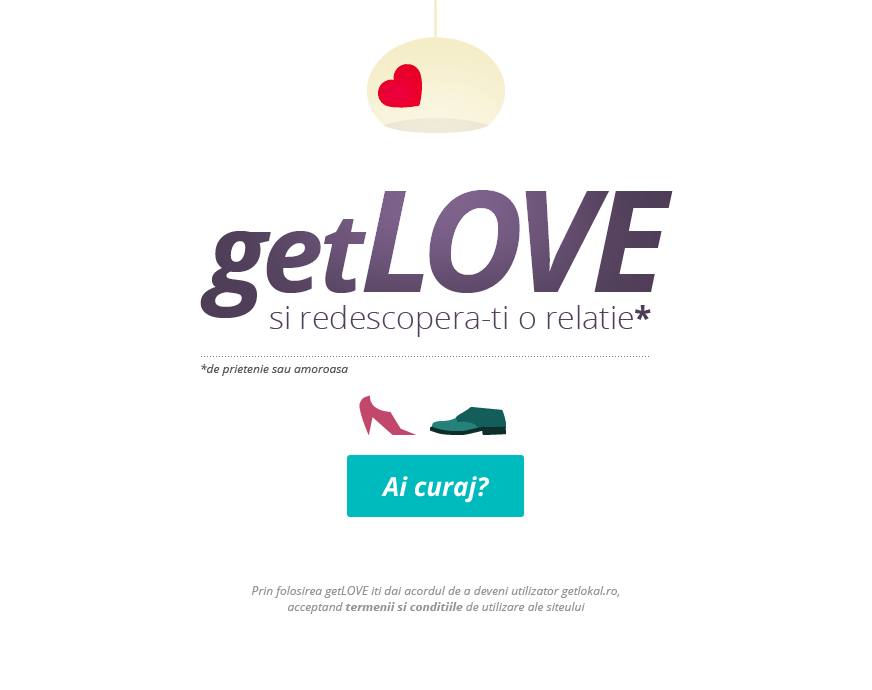 getLOVE
si redescopera-ti o relatie*
*de prietenie sau amoroasa
Ai curaj?
Prin folosirea getLOVE iti dai acordul de a deveni utilizator getlokal.ro,
acceptand termenii si conditiile de utilizare ale siteului